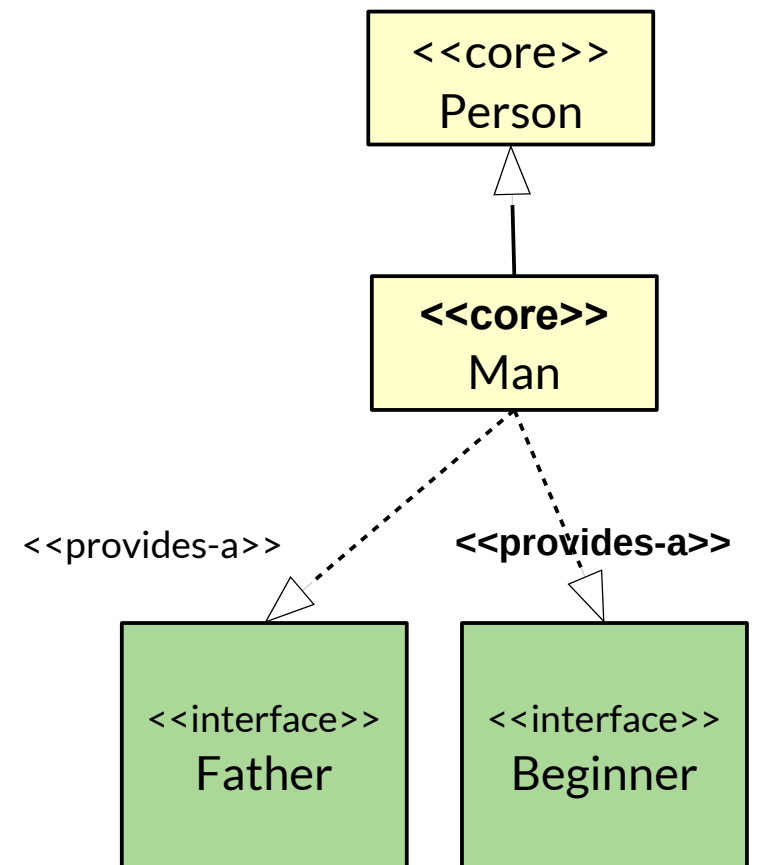 <<core>>
Person
<<core>>
Man
<<provides-a>>
<<provides-a>>
<<interface>>
Father
<<interface>>
Beginner